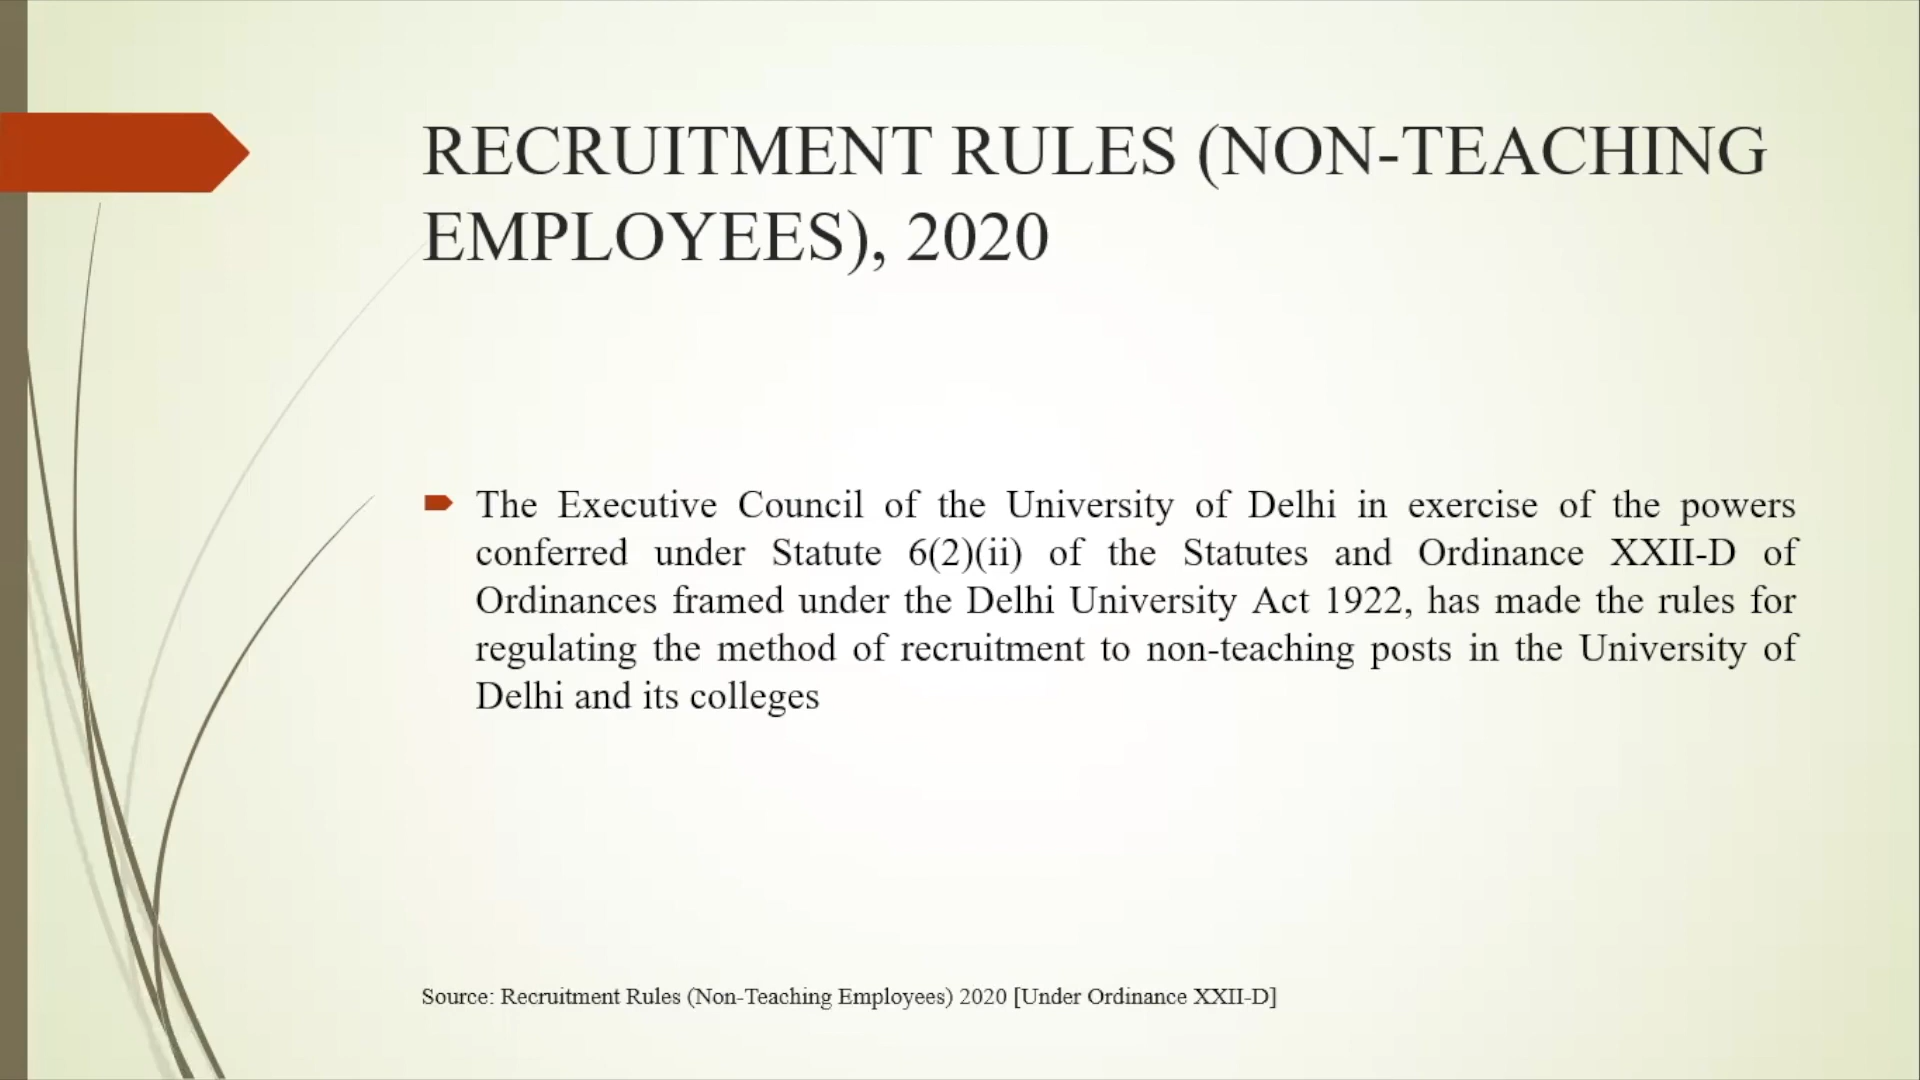 RECRUITMENT RULES (NON-TEACHING
EMPLOYEES), 2020
The Executive Council of the University of Delhi in exercise of the powers
conferred under Statute 6(2)(ii) of the Statutes and Ordinance XXII-D of
Ordinances framed under the Delhi University Act 1922, has made the rules for
regulating the method of recruitment to non-teaching posts in the University of
Delhi and its colleges
Source: Recruitment Rules (Non-Teaching Employees) 2020 [Under Ordinance XXII-D]